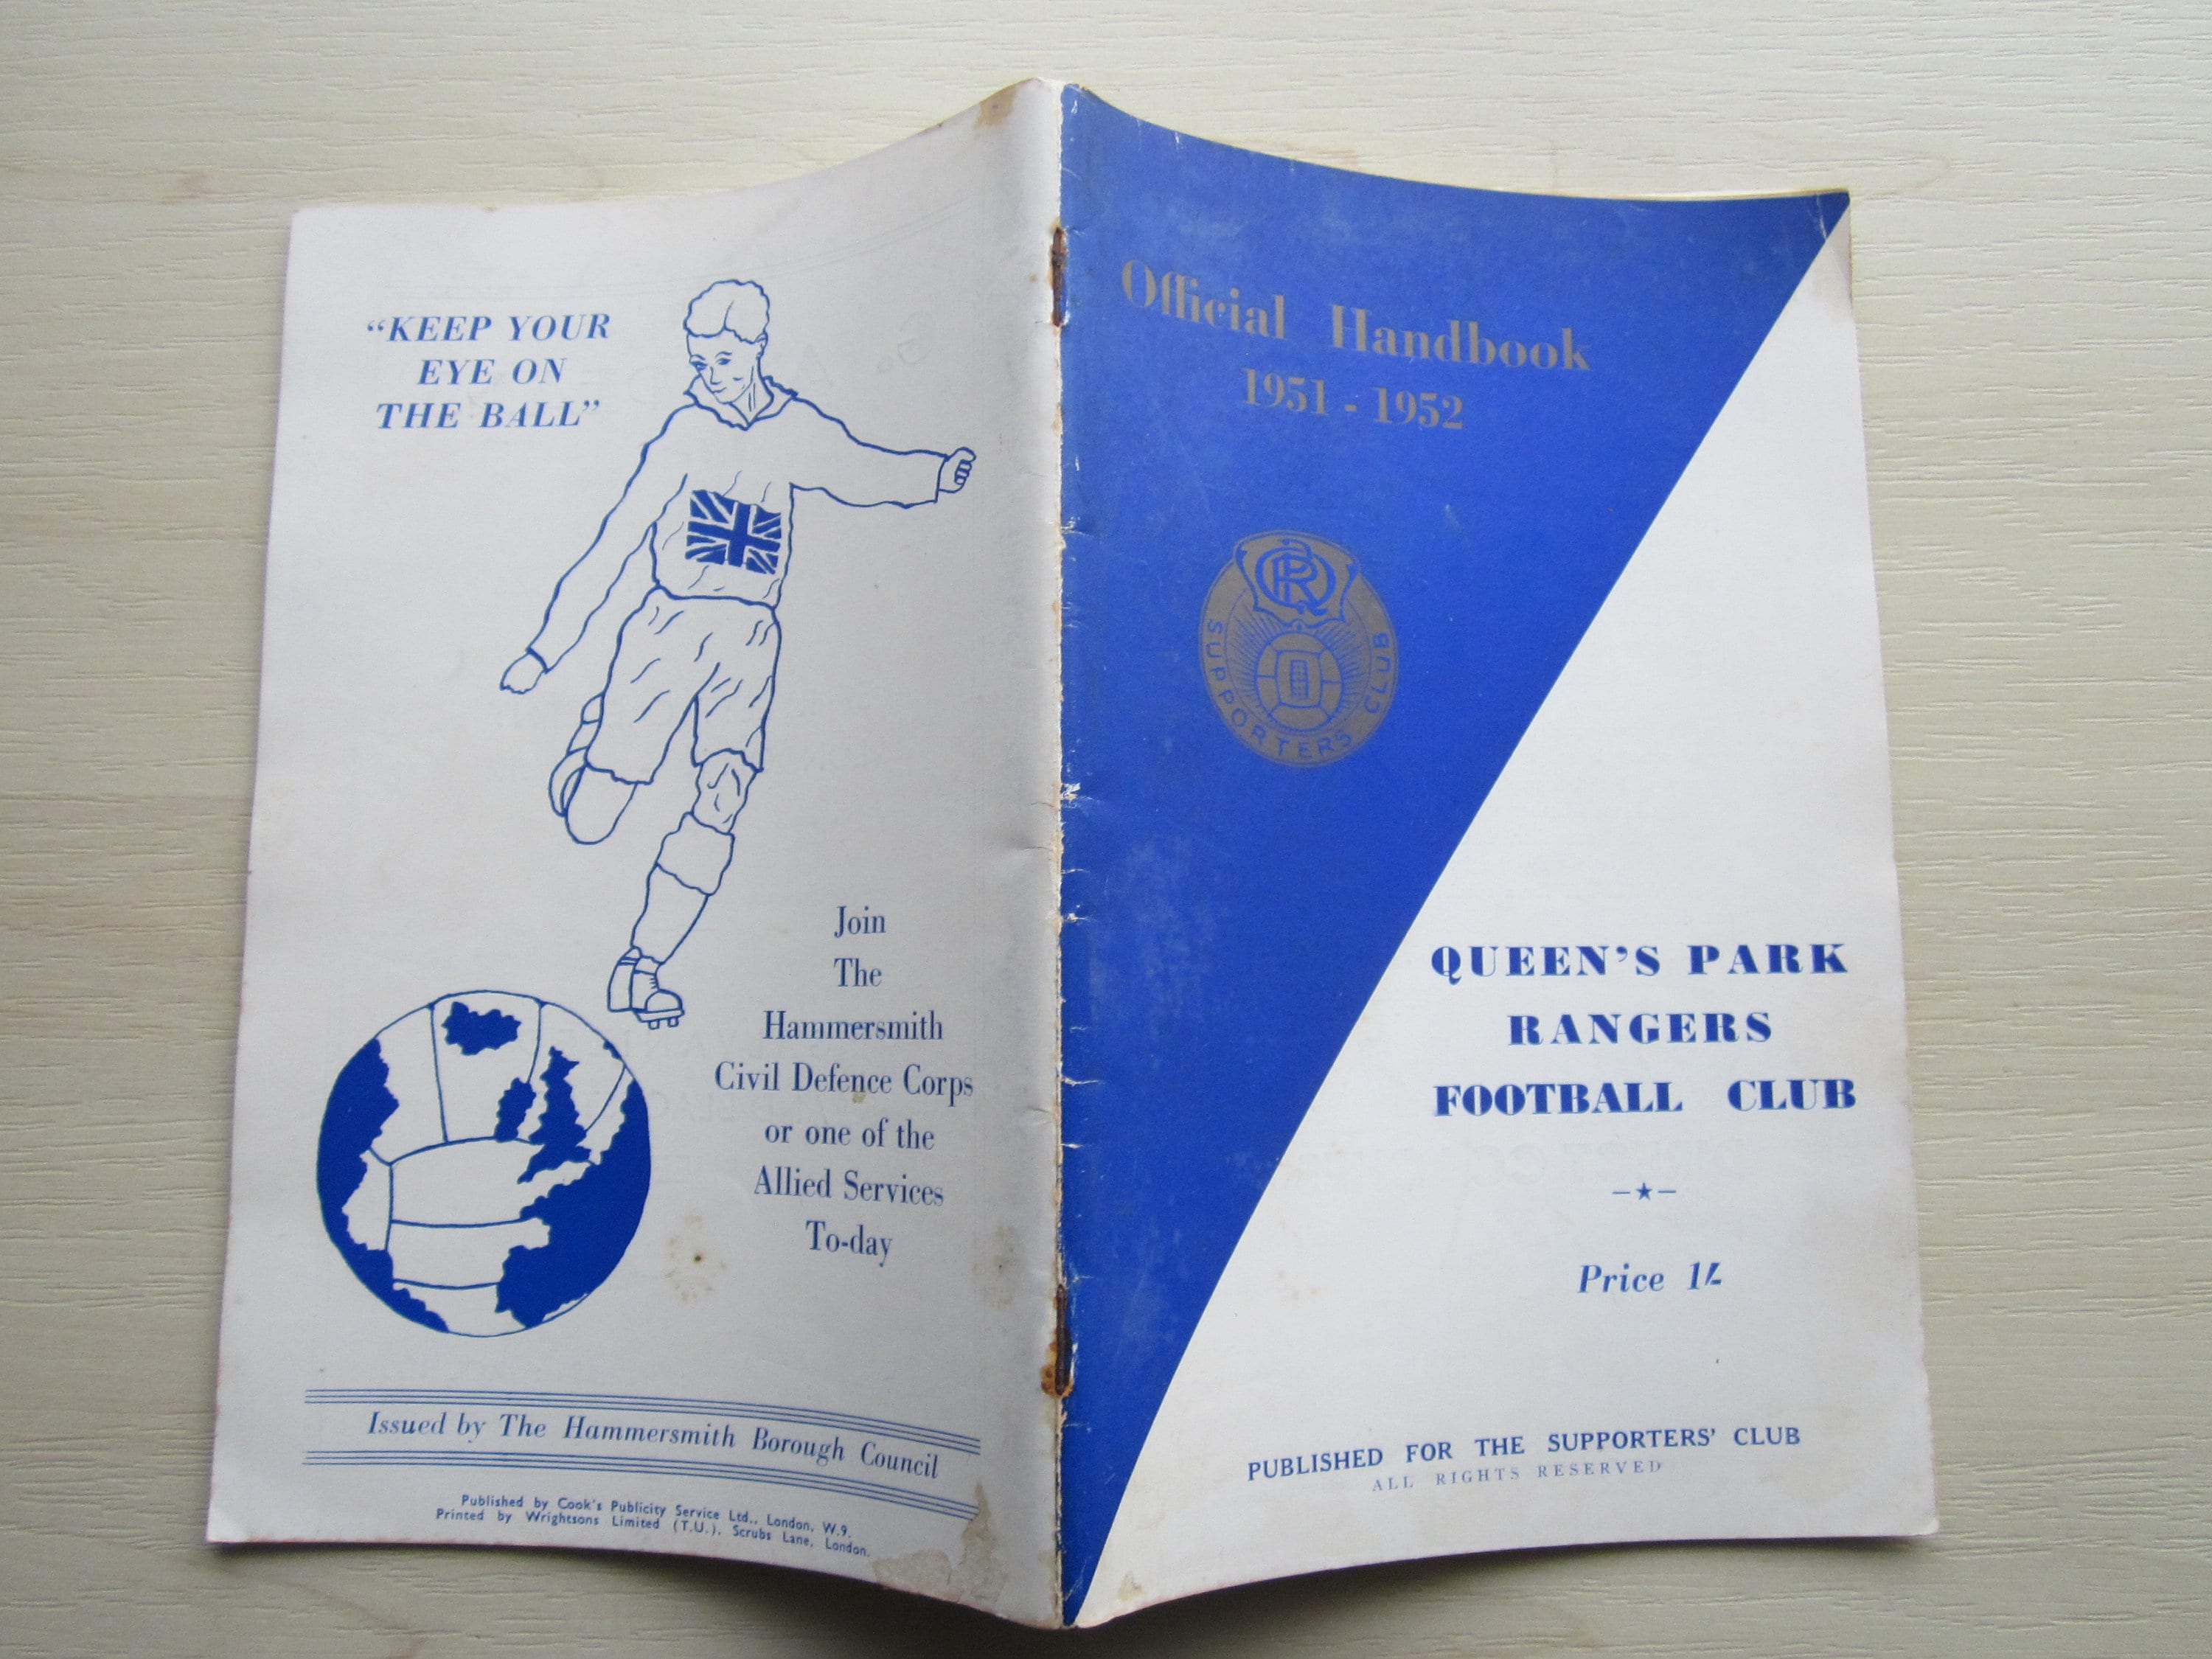 “KEEP YOUR
EYE ON
THE BALL”
Join
The
Hammersmith
Civil Defence Corps
or one of the
Allied Services
To-day
Issued by The Hammersmith Borough Council
Published by Cook's Publicity Service Ltd., London, W.9.
Printed by Wrightsons Limited (T.U.), Scrubs Lane, London.
Official Handbook
1951 - 1952
QPR
SUPPORTERS CLUB
QUEEN'S PARK
RANGERS
FOOTBALL CLUB
Price 1/-
PUBLISHED FOR THE SUPPORTERS' CLUB
ALL RIGHTS RESERVED